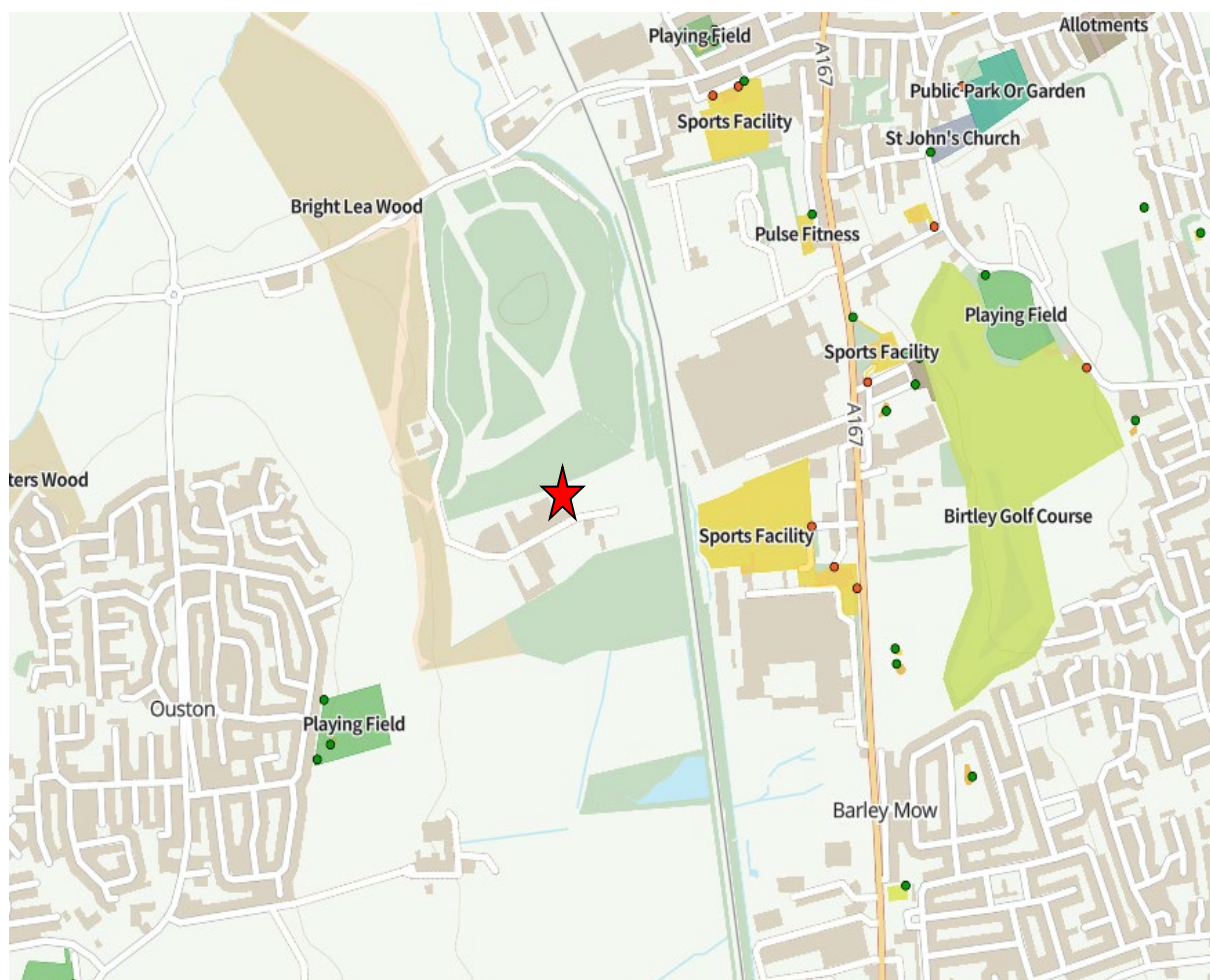 Allotments
Playing Field
A167
Public Park Or Garden
Sports Facility
St John's Church
Bright Lea Wood
Pulse Fitness
Playing Field
Sports Facility
A167
ters Wood
Birtley Golf Course
Sports Facility
Ouston
Playing Field
Barley Mow